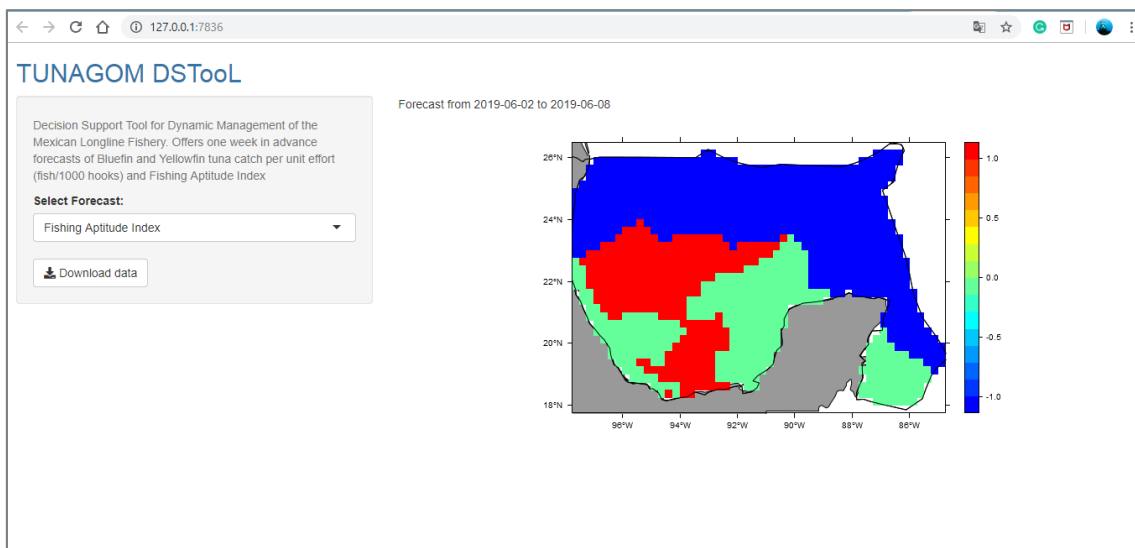 127.0.0.1:7836
TUNAGOM DSTooL
Decision Support Tool for Dynamic Management of the
Mexican Longline Fishery. Offers one week in advance
forecasts of Bluefin and Yellowfin tuna catch per unit effort
(fish/1000 hooks) and Fishing Aptitude Index
Select Forecast:
Fishing Aptitude Index
Download data
Forecast from 2019-06-02 to 2019-06-08
26°N
24°N
22°N
20°N
18°N
96°W 94°W 92°W 90°W 88°W 86°W
1.0
0.5
0.0
-0.5
-1.0